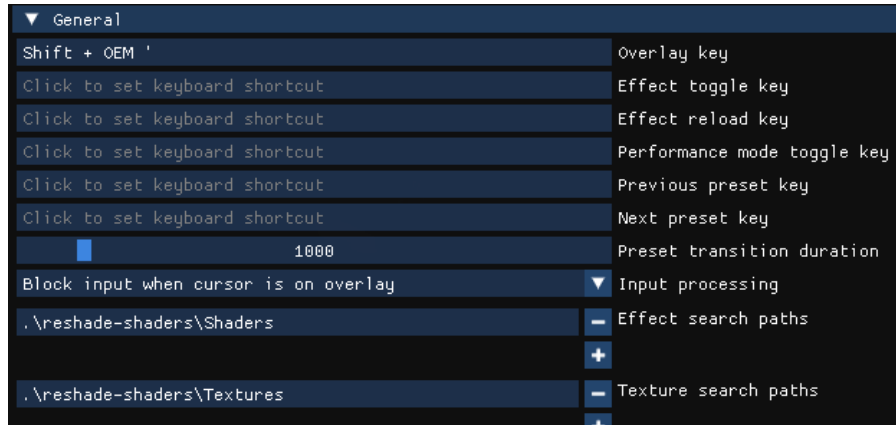 General
Shift + OEM ' Overlay key
Click to set keyboard shortcut Effect toggle key
Click to set keyboard shortcut Effect reload key
Click to set keyboard shortcut Performance mode toggle key
Click to set keyboard shortcut Previous preset key
Click to set keyboard shortcut Next preset key
1000 Preset transition duration
Block input when cursor is on overlay Input processing
.\reshade-shaders\Shaders Effect search paths
.\reshade-shaders\Textures Texture search paths